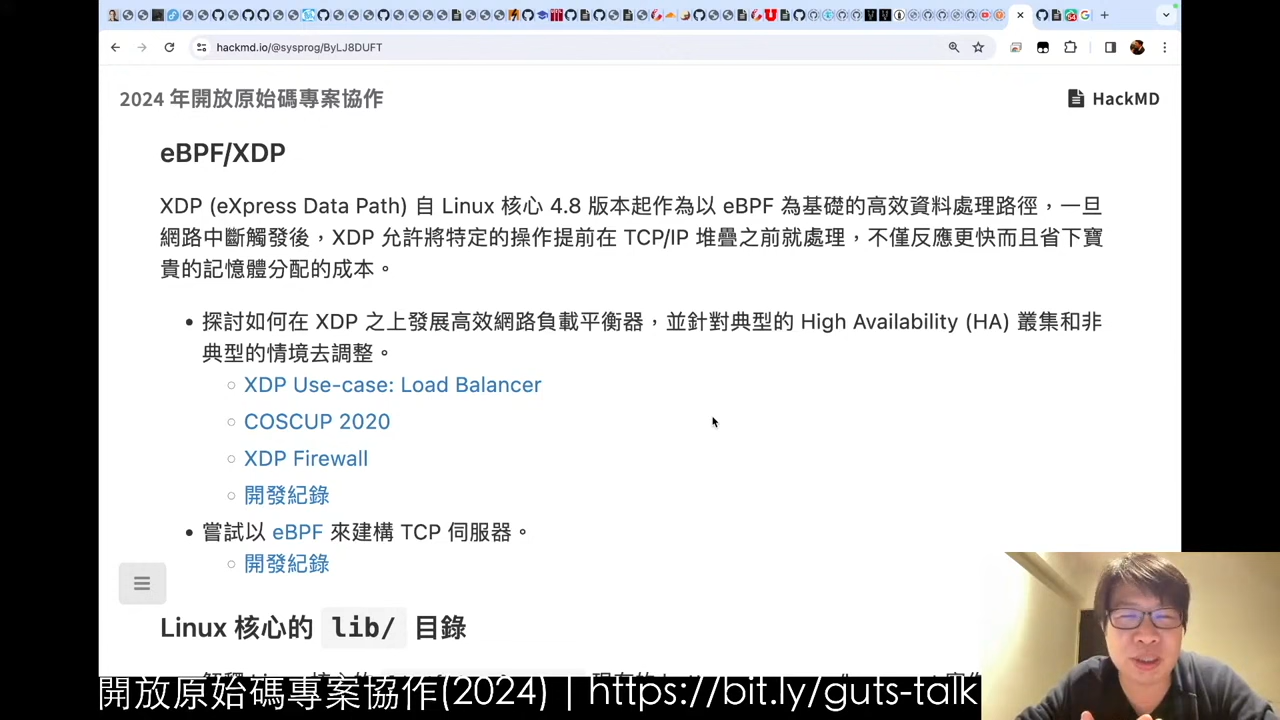 hackmd.io/@sysprog/ByLJ8DUFT
2024 年開放原始碼專案協作
HackMD
eBPF/XDP
XDP (eXpress Data Path) 自 Linux 核心 4.8 版本起作為以 eBPF 為基礎的高效資料處理路徑，一旦
網路中斷觸發後，XDP 允許將特定的操作提前在 TCP/IP 堆疊之前就處理，不僅反應更快而且省下寶
貴的記憶體分配的成本。
探討如何在 XDP 之上發展高效網路負載平衡器，並針對典型的 High Availability (HA) 叢集和非
典型的情境去調整。
XDP Use-case: Load Balancer
COSCUP 2020
XDP Firewall
開發紀錄
嘗試以 eBPF 來建構 TCP 伺服器。
開發紀錄
Linux 核心的 lib/ 目錄
開放原始碼專案協作(2024) | https://bit.ly/guts-talk